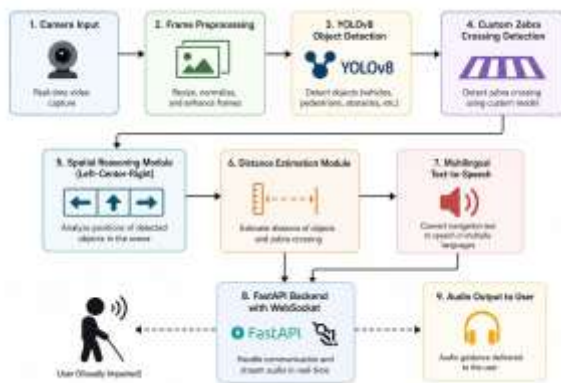 1. Camera Input
Real-time video
capture
2. Frame Preprocessing
Resize, normalize,
and enhance frames
3. YOLOv8
Object Detection
YOLOv8
Detect objects (vehicles,
pedestrians, obstacles, etc.)
4. Custom Zebra
Crossing Detection
Detect zebra crossing
using custom model
5. Spatial Reasoning Module
(Left-Center-Right)
Analyze positions of detected
objects in the scene
6. Distance Estimation Module
Estimate distance of objects
and zebra crossing
7. Multilingual
Text-to-Speech
Convert navigation text
to speech in multiple
languages
8. FastAPI Backend
with WebSocket
FastAPI
Handle communication and
stream audio in real-time
9. Audio Output to User
Audio guidance delivered
to the user
User (Visually Impaired)